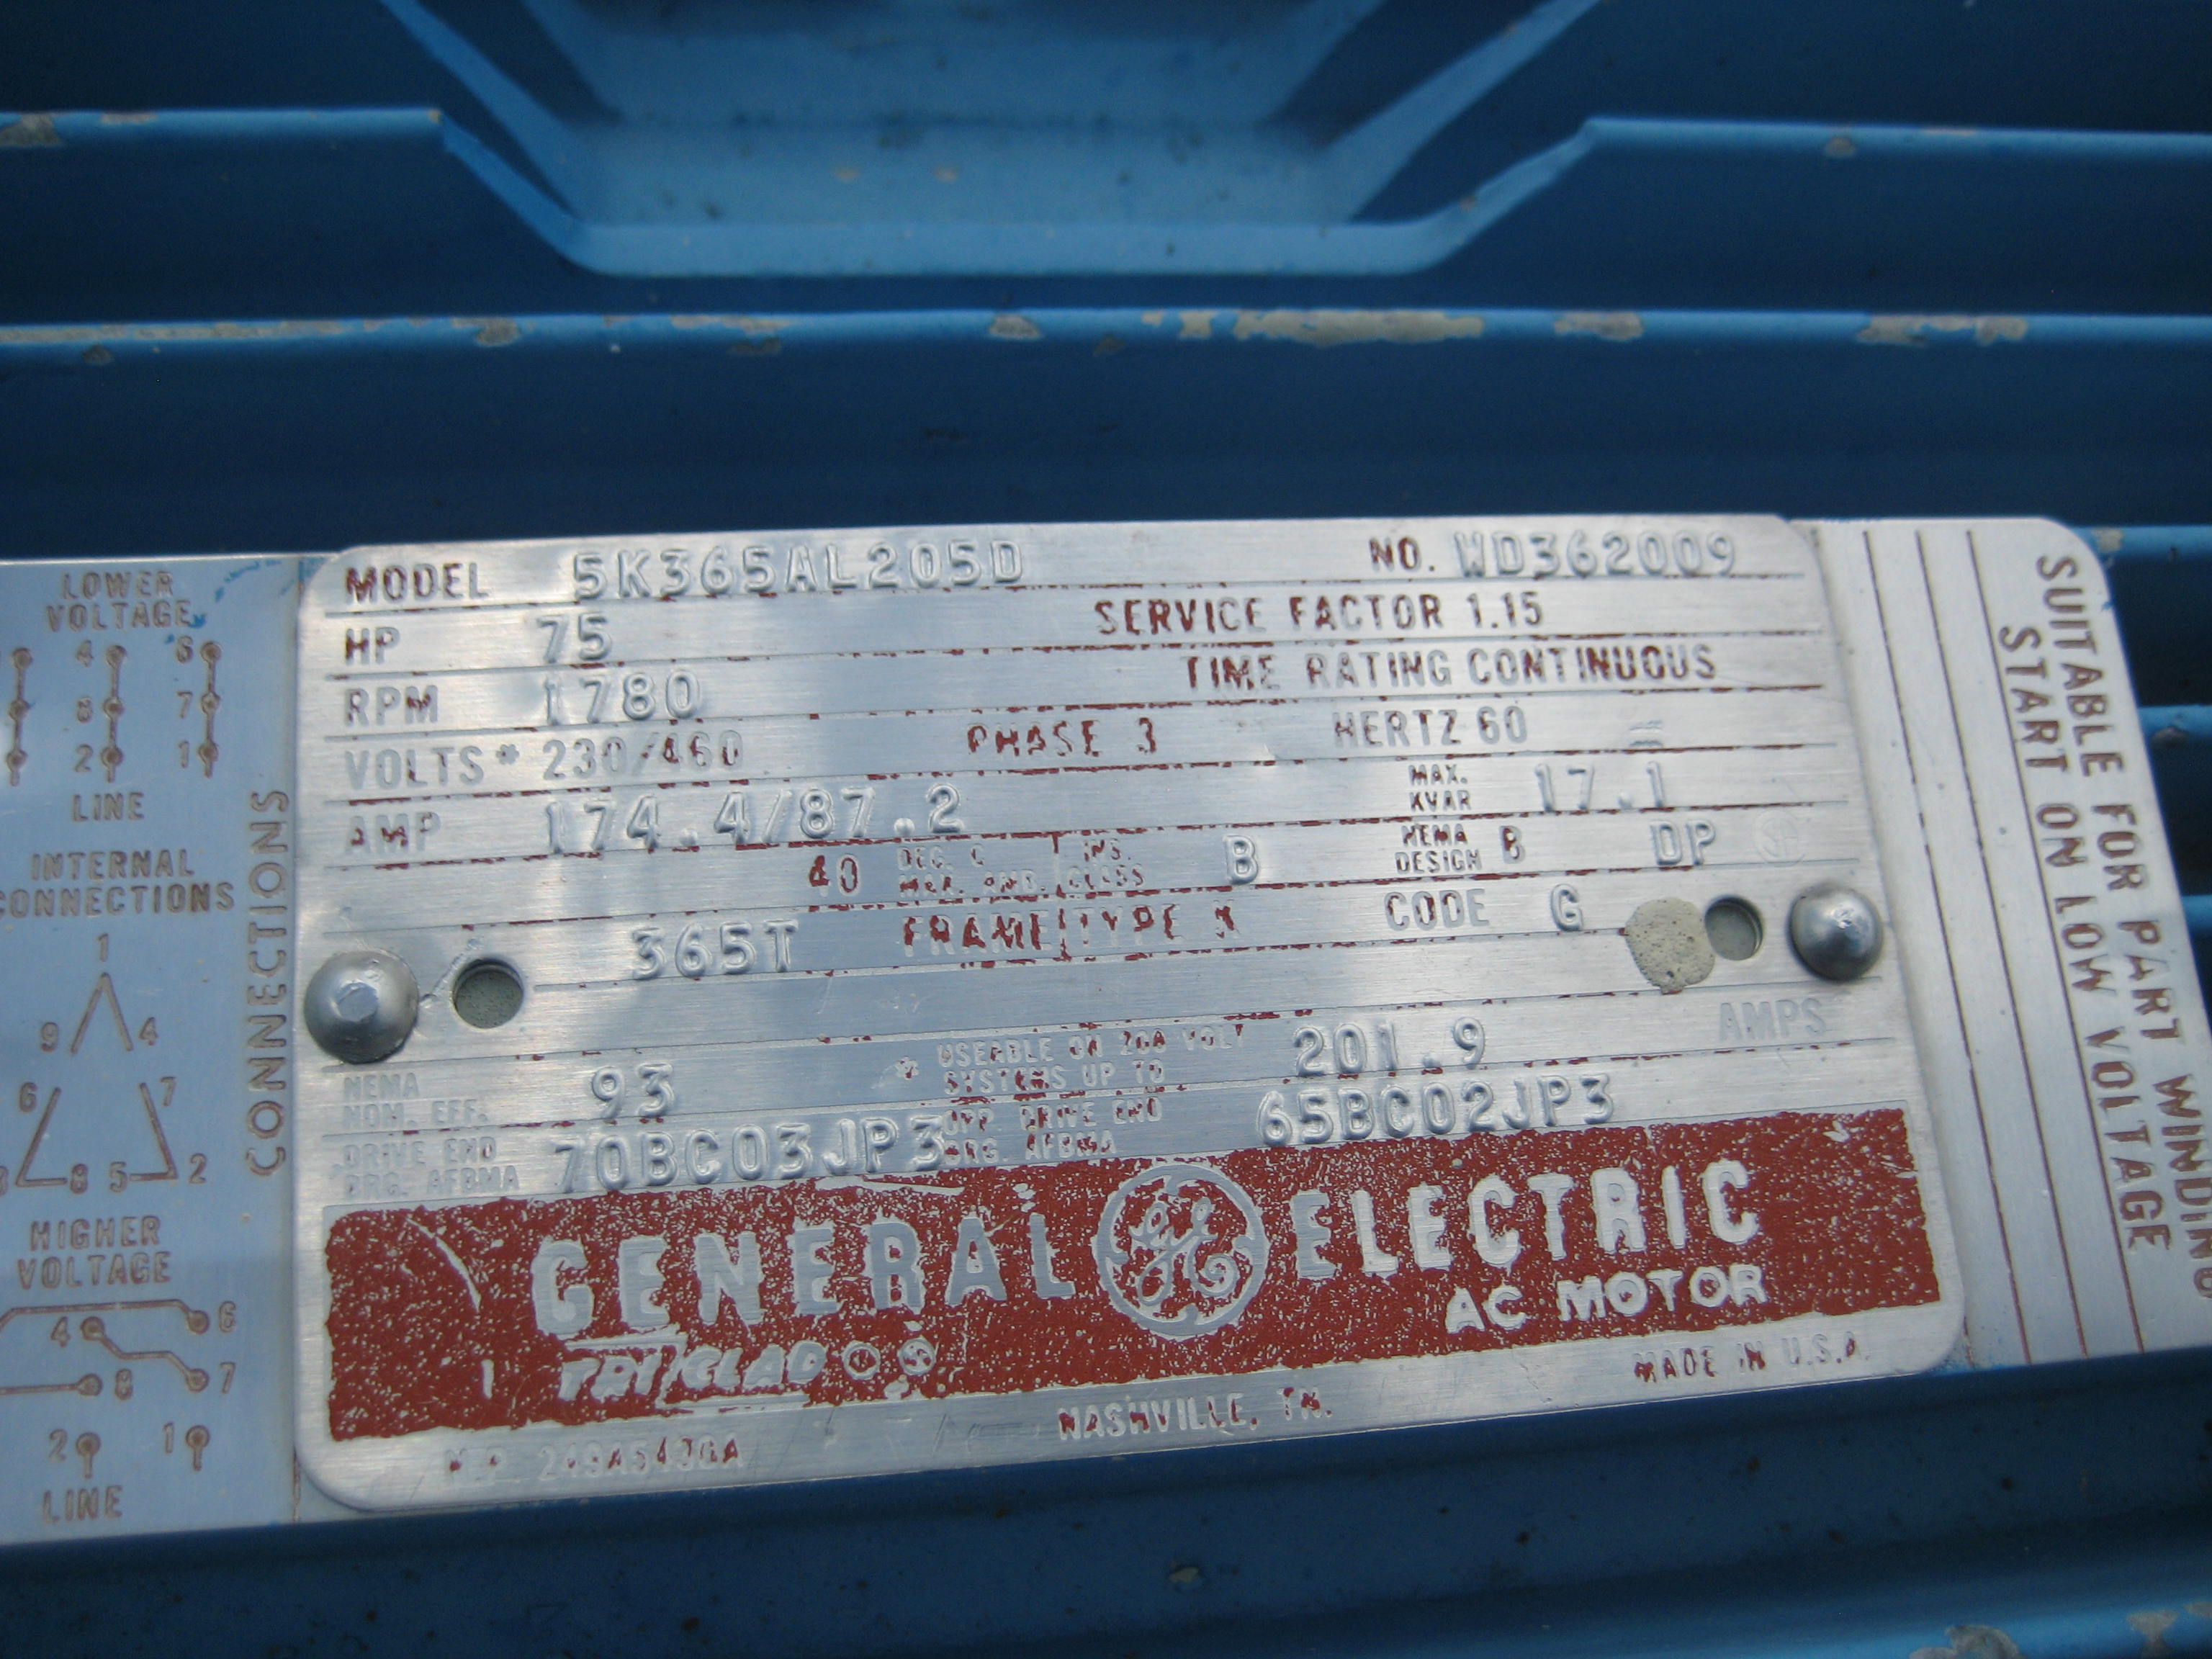 MODEL 5K365AL205D NO. WD362009
HP 75 SERVICE FACTOR 1.15
RPM 1780 TIME RATING CONTINUOUS
VOLTS* 230/460 PHASE 3 HERTZ 60
AMP 174.4/87.2 MAX. KVAR 17.1
40 DEG. C MAX. AMB. INS. CLASS B NEMA DESIGN B DP
365T FRAME TYPE K CODE G
NEMA NOM. EFF. 93 * USEABLE ON 200 VOLT SYSTEMS UP TO 201.9 AMPS
DRIVE END BRG. AFBMA 70BC03JP3 OPP. DRIVE END BRG. AFBMA 65BC02JP3
GENERAL GE ELECTRIC
TRI/CLAD AC MOTOR
NASHVILLE, TN. MADE IN U.S.A.
LOWER
VOLTAGE
4 6
8 7
2 1
LINE
INTERNAL
CONNECTIONS
1
9 4
6 7
8 5 2
HIGHER
VOLTAGE
6
4
8 7
2 1
LINE
CONNECTIONS
SUITABLE FOR PART WINDING
START ON LOW VOLTAGE